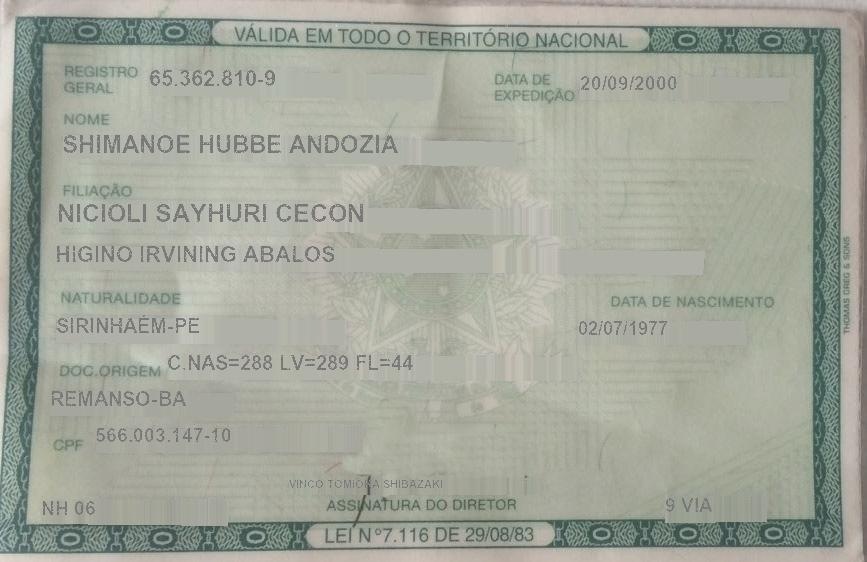 VÁLIDA EM TODO O TERRITÓRIO NACIONAL
REGISTRO GERAL 65.362.810-9 DATA DE EXPEDIÇÃO 20/09/2000
NOME
SHIMANOE HUBBE ANDOZIA
FILIAÇÃO
NICIOLI SAYHURI CECON
HIGINO IRVINING ABALOS
NATURALIDADE DATA DE NASCIMENTO
SIRINHAÉM-PE 02/07/1977
DOC.ORIGEM C.NAS=288 LV=289 FL=44
REMANSO-BA
CPF 566.003.147-10
VINCO TOMIOKA SHIBAZAKI
NH 06 ASSINATURA DO DIRETOR 9 VIA
LEI Nº7.116 DE 29/08/83
THOMAS GREG & SONS